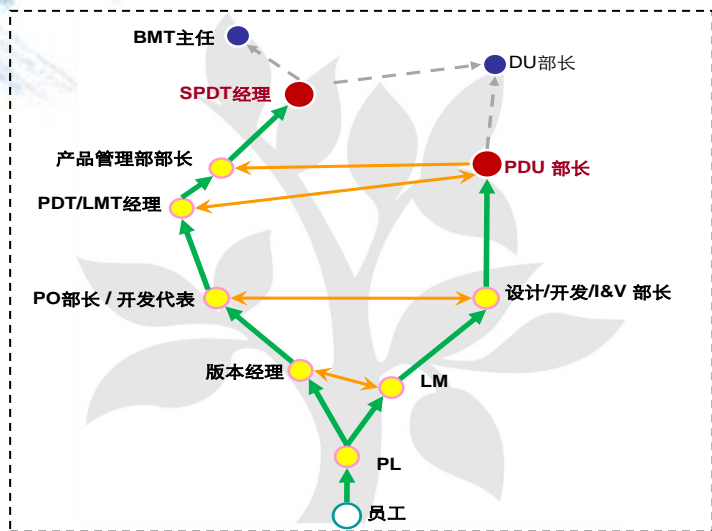 BMT主任
DU部长
SPDT经理
产品管理部部长
PDU 部长
PDT/LMT经理
PO部长 / 开发代表
设计/开发/I&V 部长
版本经理
LM
PL
员工